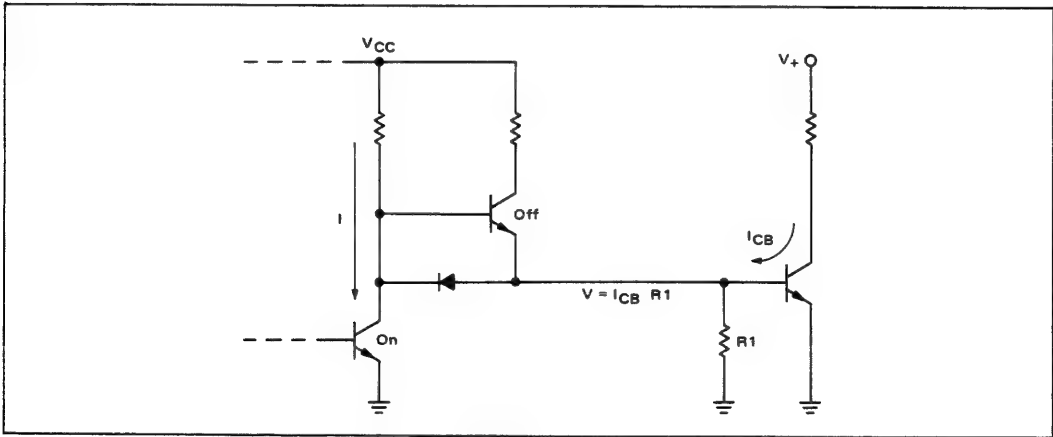 VCC
V+
Off
I
ICB
V = ICB R1
On
R1